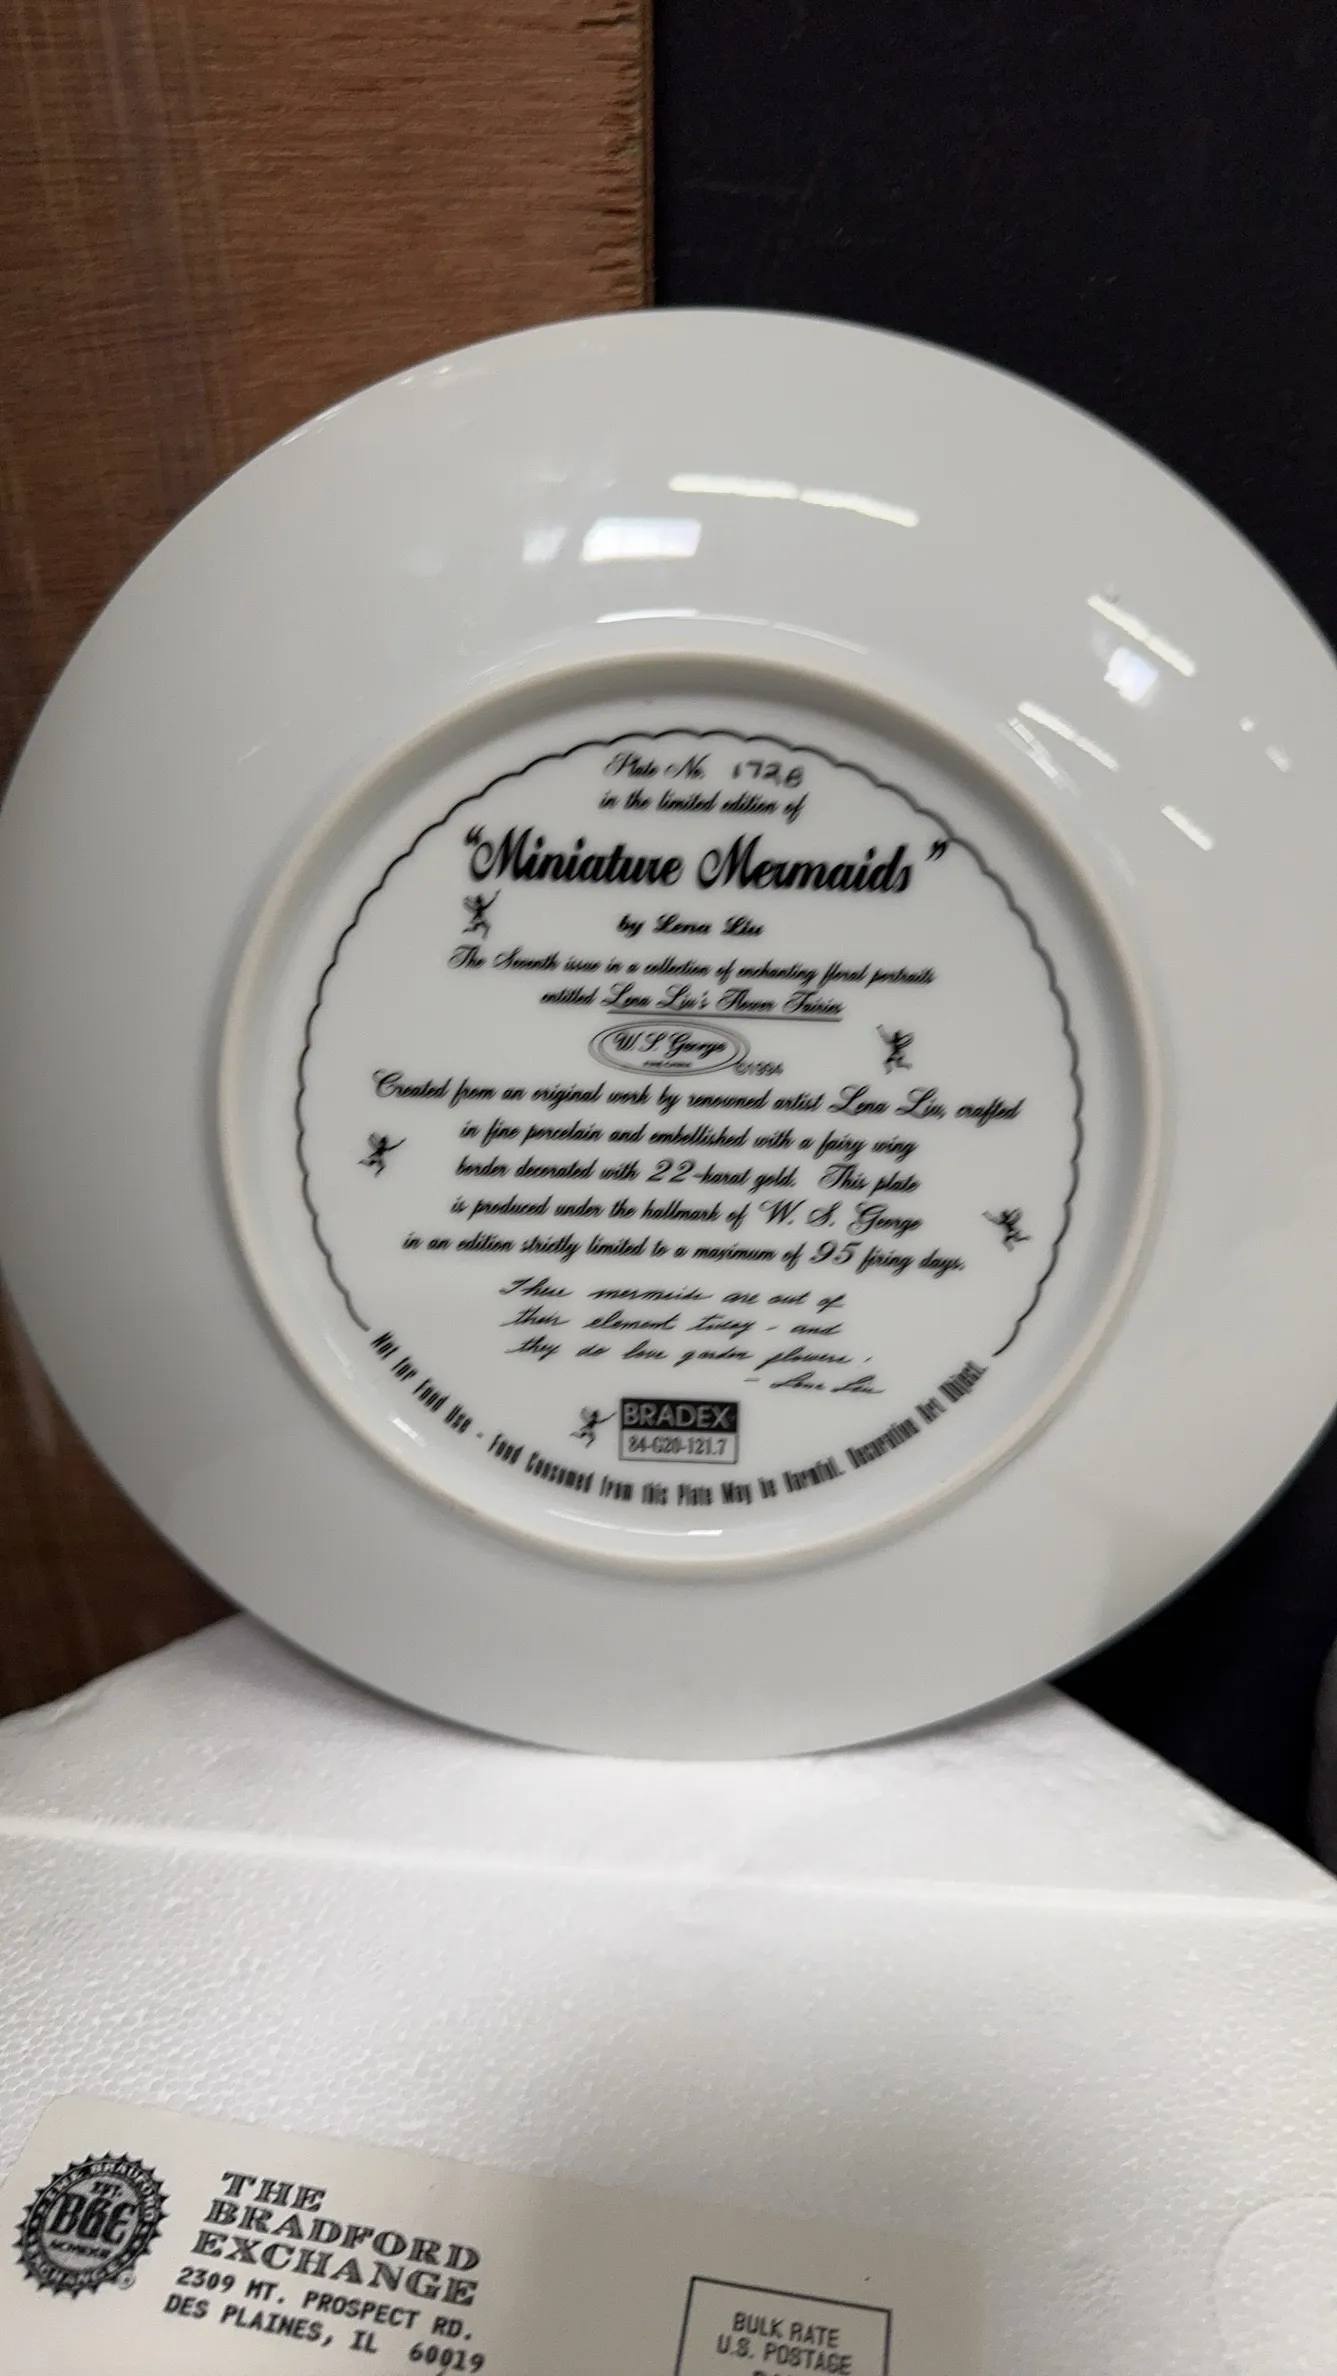 Plate No. 1728
in the limited edition of
"Miniature Mermaids"
by Lena Liu
The Seventh issue in a collection of enchanting floral portraits
entitled Lena Liu's Flower Fairies
W. S. George
©1994
Created from an original work by renowned artist Lena Liu, crafted
in fine porcelain and embellished with a fairy wing
border decorated with 22-karat gold. This plate
is produced under the hallmark of W. S. George
in an edition strictly limited to a maximum of 95 firing days.
These mermaids are out of
their element today - and
they do love garden flowers.
- Lena Liu
BRADEX
84-G20-121.7
Not for Food Use - Food Consumed from this Plate May be Harmful. Decorative Art Object.
B&E
THE
BRADFORD
EXCHANGE
2309 MT. PROSPECT RD.
DES PLAINES, IL 60019
BULK RATE
U.S. POSTAGE